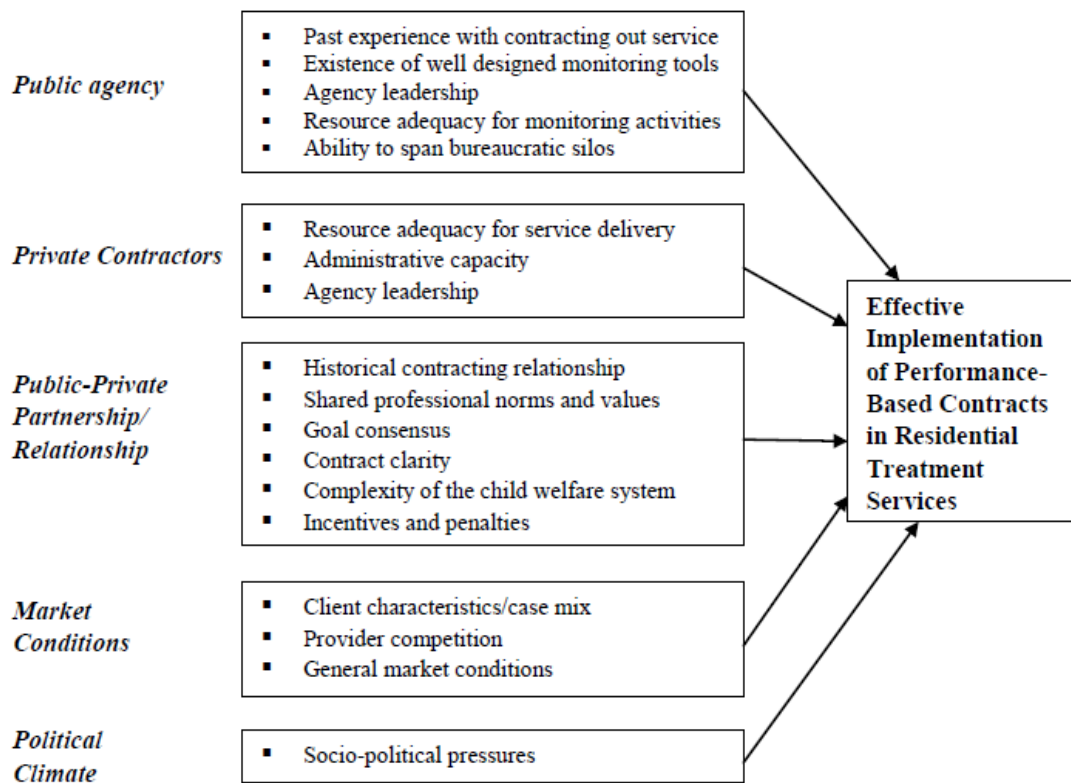 Public agency
▪ Past experience with contracting out service
▪ Existence of well designed monitoring tools
▪ Agency leadership
▪ Resource adequacy for monitoring activities
▪ Ability to span bureaucratic silos
Private Contractors
▪ Resource adequacy for service delivery
▪ Administrative capacity
▪ Agency leadership
Public-Private
Partnership/
Relationship
▪ Historical contracting relationship
▪ Shared professional norms and values
▪ Goal consensus
▪ Contract clarity
▪ Complexity of the child welfare system
▪ Incentives and penalties
Market
Conditions
▪ Client characteristics/case mix
▪ Provider competition
▪ General market conditions
Political
Climate
▪ Socio-political pressures
Effective
Implementation
of Performance-
Based Contracts
in Residential
Treatment
Services